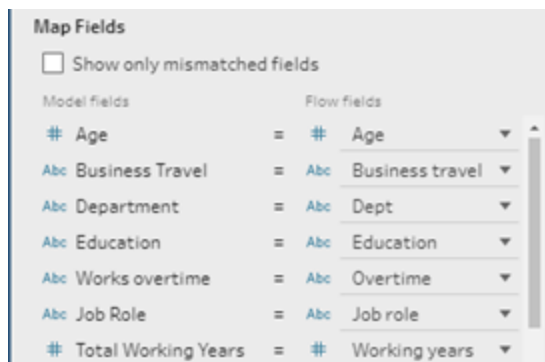 Map Fields
Show only mismatched fields
Model fields Flow fields
# Age = # Age
Abc Business Travel = Abc Business travel
Abc Department = Abc Dept
Abc Education = Abc Education
Abc Works overtime = Abc Overtime
Abc Job Role = Abc Job role
# Total Working Years = # Working years